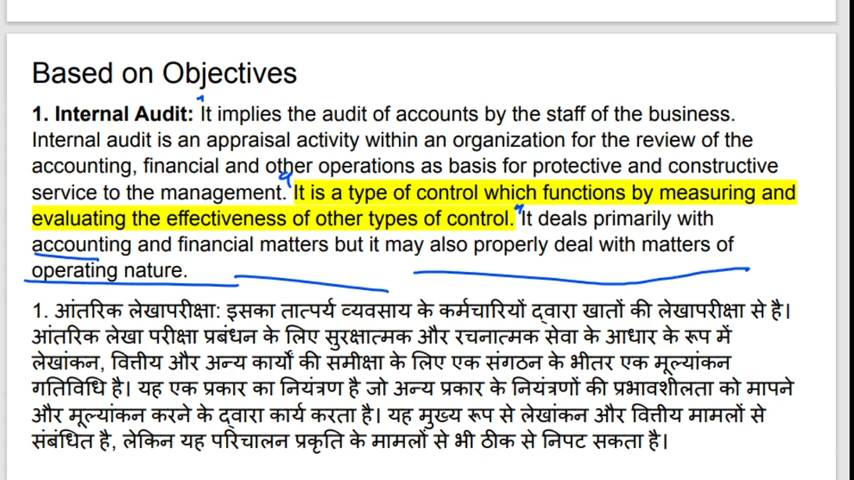 Based on Objectives
1. Internal Audit: It implies the audit of accounts by the staff of the business.
Internal audit is an appraisal activity within an organization for the review of the
accounting, financial and other operations as basis for protective and constructive
service to the management. It is a type of control which functions by measuring and
evaluating the effectiveness of other types of control. It deals primarily with
accounting and financial matters but it may also properly deal with matters of
operating nature.
1. आंतरिक लेखापरीक्षा: इसका तात्पर्य व्यवसाय के कर्मचारियों द्वारा खातों की लेखापरीक्षा से है।
आंतरिक लेखा परीक्षा प्रबंधन के लिए सुरक्षात्मक और रचनात्मक सेवा के आधार के रूप में
लेखांकन, वित्तीय और अन्य कार्यों की समीक्षा के लिए एक संगठन के भीतर एक मूल्यांकन
गतिविधि है। यह एक प्रकार का नियंत्रण है जो अन्य प्रकार के नियंत्रणों की प्रभावशीलता को मापने
और मूल्यांकन करने के द्वारा कार्य करता है। यह मुख्य रूप से लेखांकन और वित्तीय मामलों से
संबंधित है, लेकिन यह परिचालन प्रकृति के मामलों से भी ठीक से निपट सकता है।